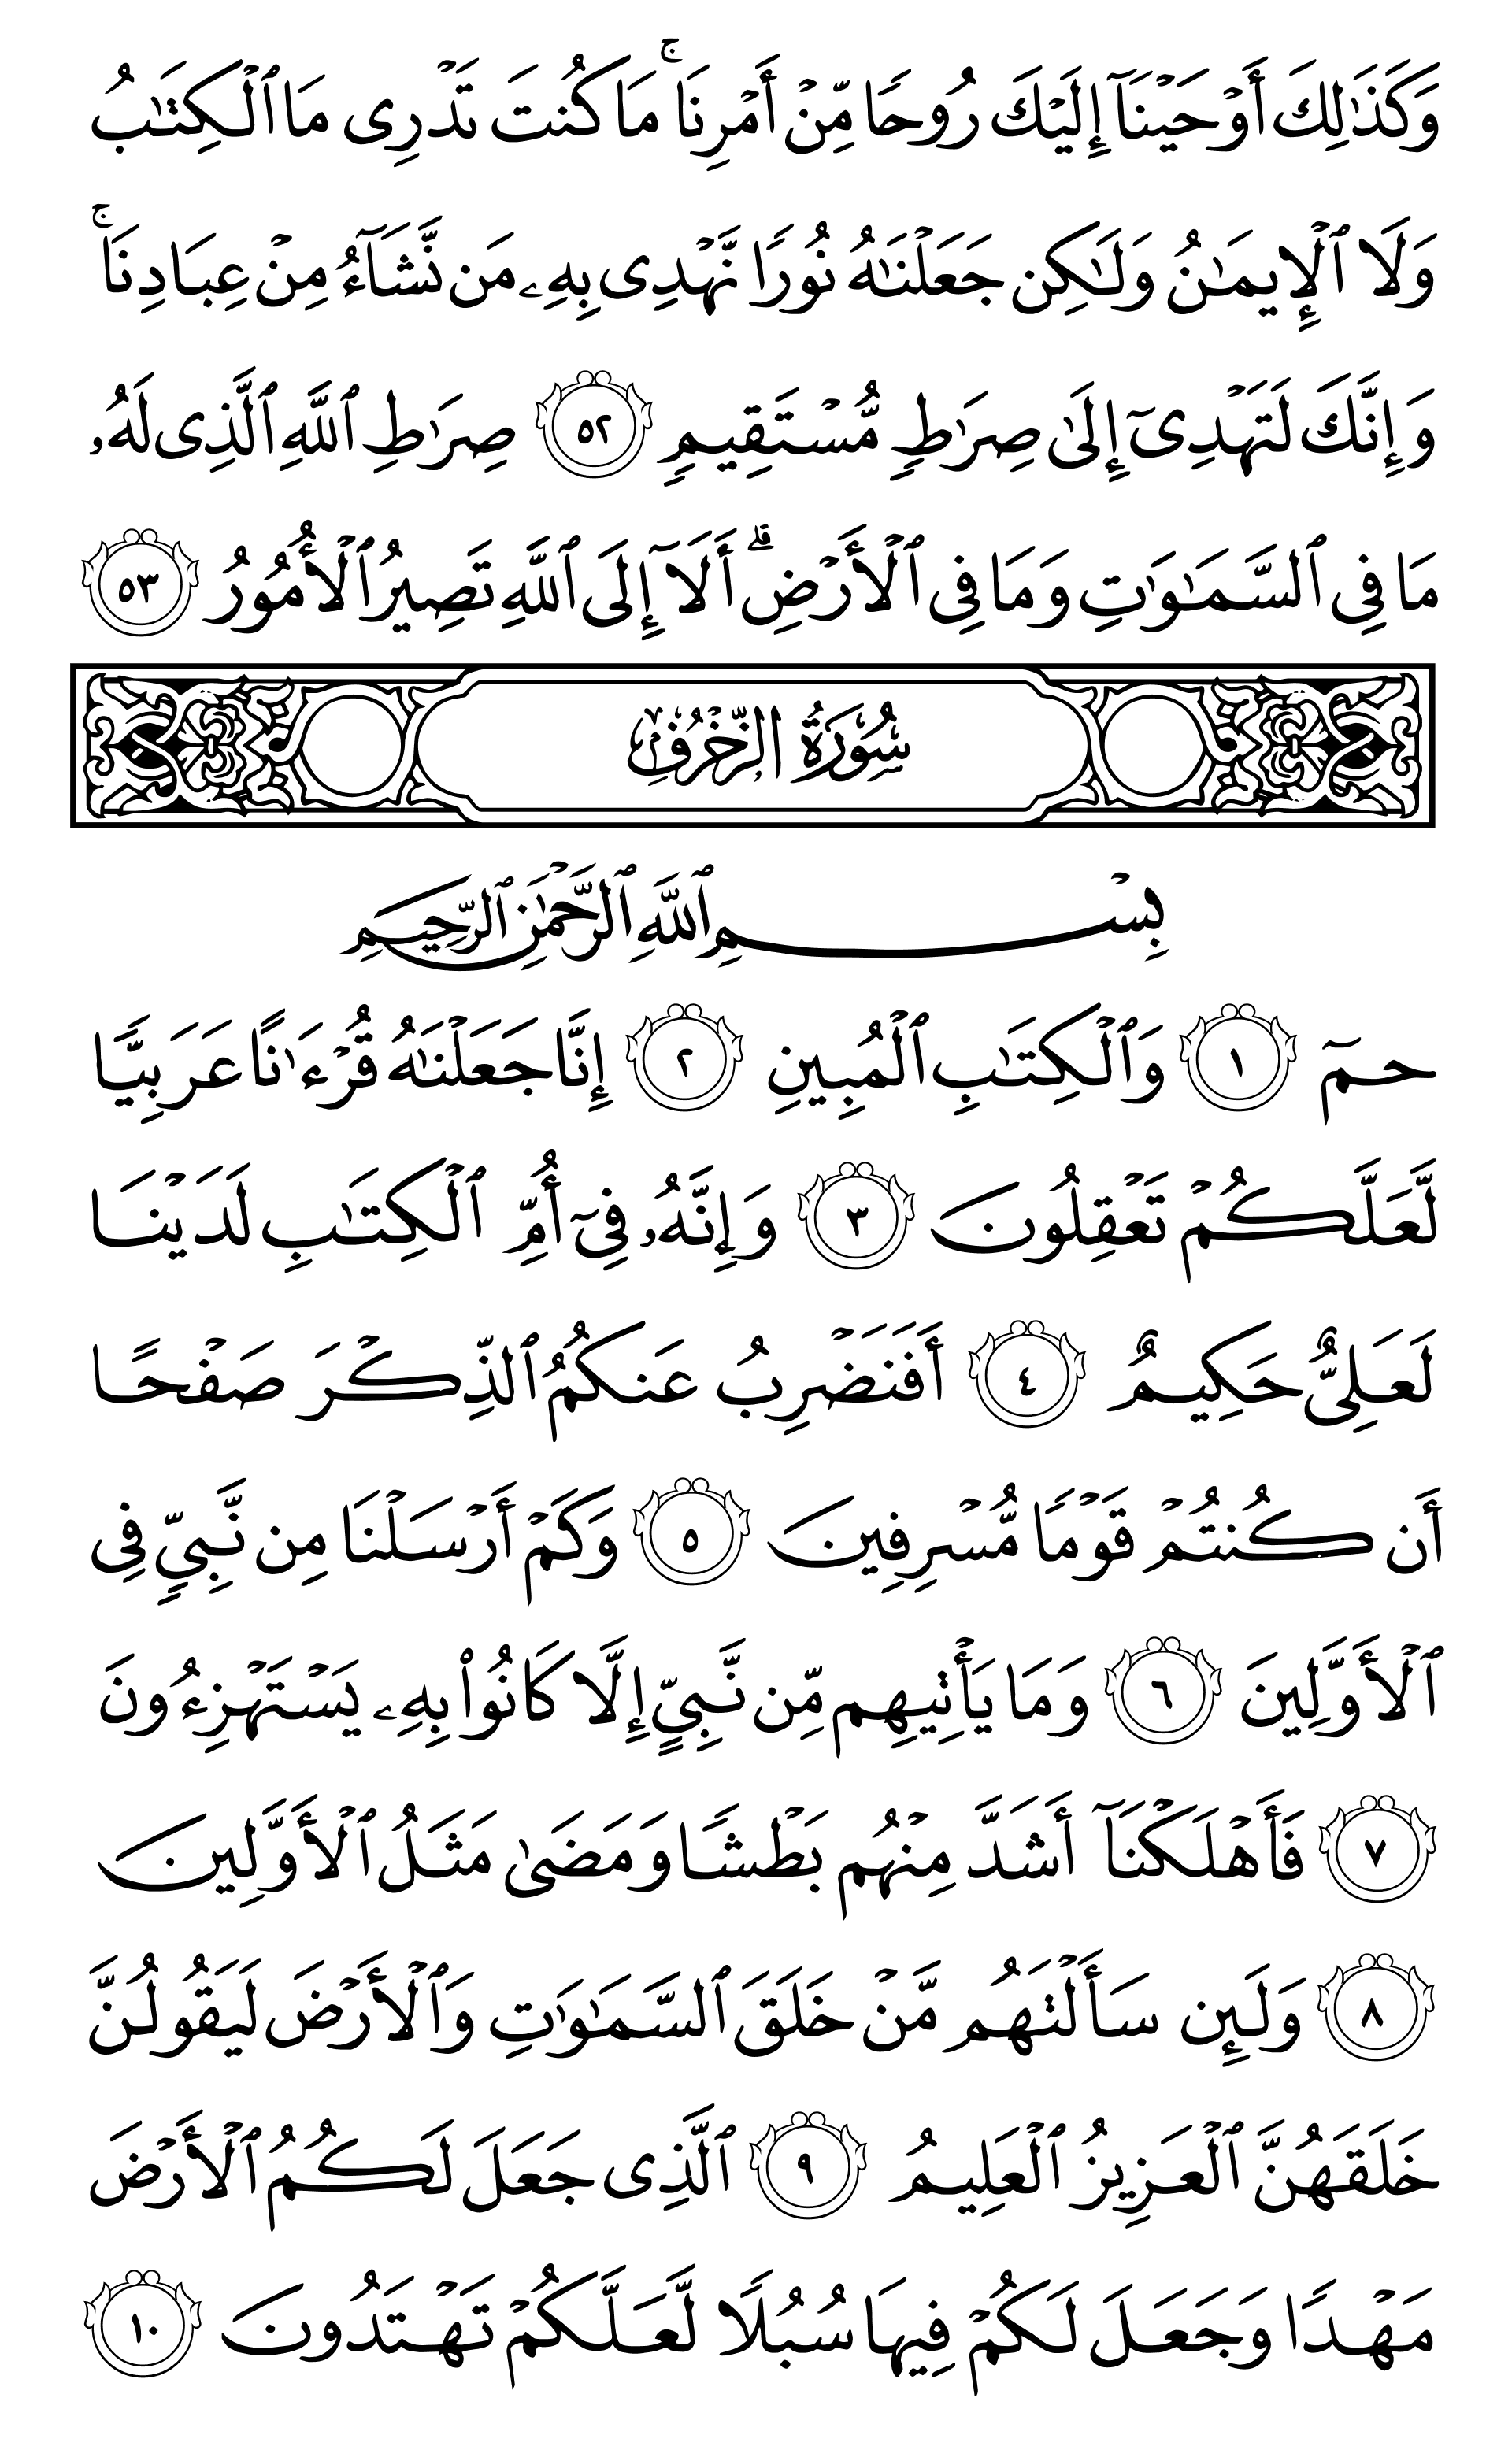 وَكَذَٰلِكَ أَوْحَيْنَآ إِلَيْكَ رُوحًا مِّنْ أَمْرِنَا ۚ مَا كُنتَ تَدْرِى مَا ٱلْكِتَٰبُ
وَلَا ٱلْإِيمَٰنُ وَلَٰكِن جَعَلْنَٰهُ نُورًا نَّهْدِى بِهِۦ مَن نَّشَآءُ مِنْ عِبَادِنَا ۚ
وَإِنَّكَ لَتَهْدِىٓ إِلَىٰ صِرَٰطٍ مُّسْتَقِيمٍ ٥٢ صِرَٰطِ ٱللَّهِ ٱلَّذِى لَهُۥ
مَا فِى ٱلسَّمَٰوَٰتِ وَمَا فِى ٱلْأَرْضِ ۗ أَلَآ إِلَى ٱللَّهِ تَصِيرُ ٱلْأُمُورُ ٥٣
سُورَةُ الزُّخْرُفِ
بِسْمِ ٱللَّهِ ٱلرَّحْمَٰنِ ٱلرَّحِيمِ
حمٓ ١ وَٱلْكِتَٰبِ ٱلْمُبِينِ ٢ إِنَّا جَعَلْنَٰهُ قُرْءَٰنًا عَرَبِيًّا
لَّعَلَّكُمْ تَعْقِلُونَ ٣ وَإِنَّهُۥ فِىٓ أُمِّ ٱلْكِتَٰبِ لَدَيْنَا
لَعَلِىٌّ حَكِيمٌ ٤ أَفَنَضْرِبُ عَنكُمُ ٱلذِّكْرَ صَفْحًا
أَن كُنتُمْ قَوْمًا مُّسْرِفِينَ ٥ وَكَمْ أَرْسَلْنَا مِن نَّبِىٍّ فِى
ٱلْأَوَّلِينَ ٦ وَمَا يَأْتِيهِم مِّن نَّبِىٍّ إِلَّا كَانُوا۟ بِهِۦ يَسْتَهْزِءُونَ
٧ فَأَهْلَكْنَآ أَشَدَّ مِنْهُم بَطْشًا وَمَضَىٰ مَثَلُ ٱلْأَوَّلِينَ
٨ وَلَئِن سَأَلْتَهُم مَّنْ خَلَقَ ٱلسَّمَٰوَٰتِ وَٱلْأَرْضَ لَيَقُولُنَّ
خَلَقَهُنَّ ٱلْعَزِيزُ ٱلْعَلِيمُ ٩ ٱلَّذِى جَعَلَ لَكُمُ ٱلْأَرْضَ
مَهْدًا وَجَعَلَ لَكُمْ فِيهَا سُبُلًا لَّعَلَّكُمْ تَهْتَدُونَ ١٠